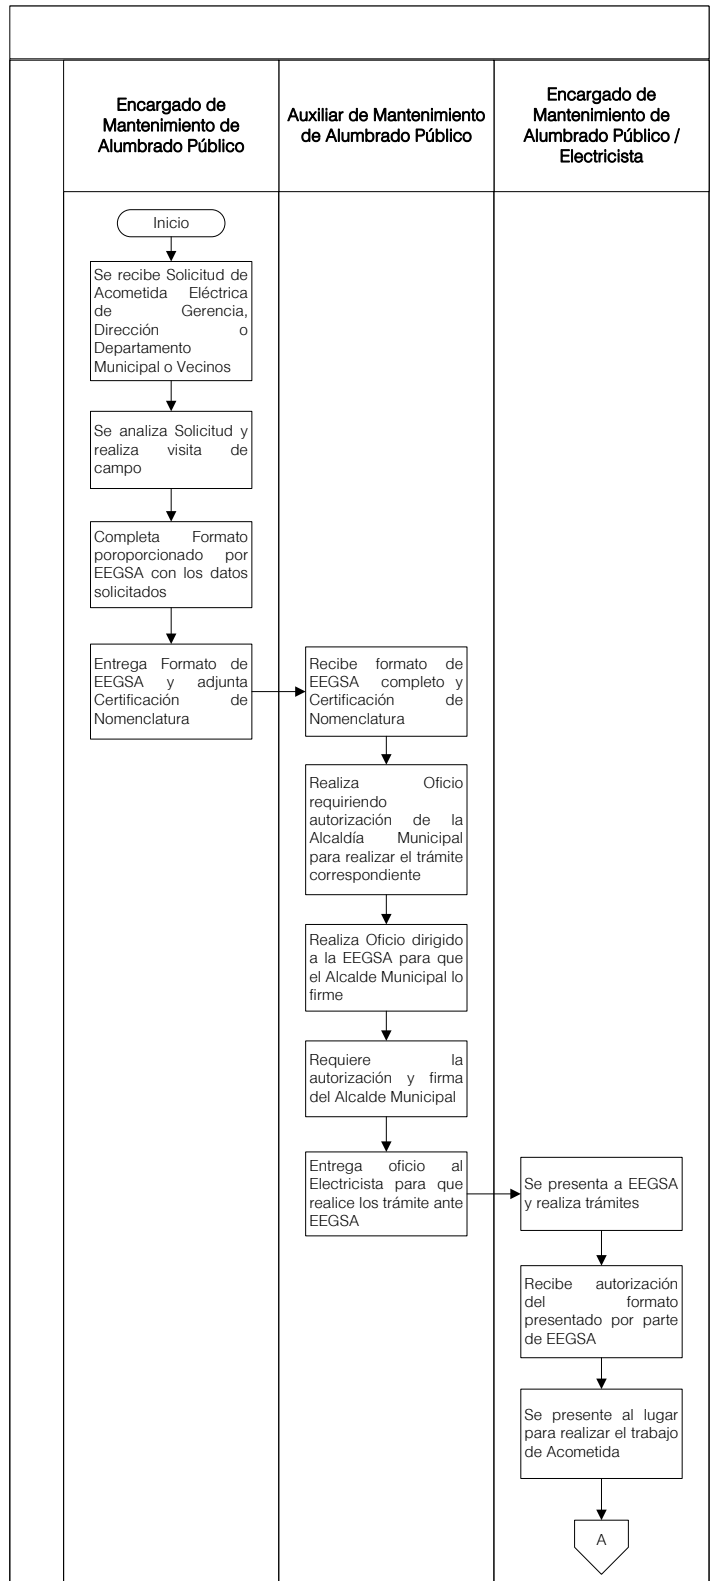 Encargado de
Mantenimiento de
Alumbrado Público
Auxiliar de Mantenimiento
de Alumbrado Público
Encargado de
Mantenimiento de
Alumbrado Público /
Electricista
Inicio
Se recibe Solicitud de
Acometida Eléctrica
de Gerencia,
Dirección o
Departamento
Municipal o Vecinos
Se analiza Solicitud y
realiza visita de
campo
Completa Formato
poroporcionado por
EEGSA con los datos
solicitados
Entrega Formato de
EEGSA y adjunta
Certificación de
Nomenclatura
Recibe formato de
EEGSA completo y
Certificación de
Nomenclatura
Realiza Oficio
requiriendo
autorización de la
Alcaldía Municipal
para realizar el trámite
correspondiente
Realiza Oficio dirigido
a la EEGSA para que
el Alcalde Municipal lo
firme
Requiere la
autorización y firma
del Alcalde Municipal
Entrega oficio al
Electricista para que
realice los trámite ante
EEGSA
Se presenta a EEGSA
y realiza trámites
Recibe autorización
del formato
presentado por parte
de EEGSA
Se presente al lugar
para realizar el trabajo
de Acometida
A